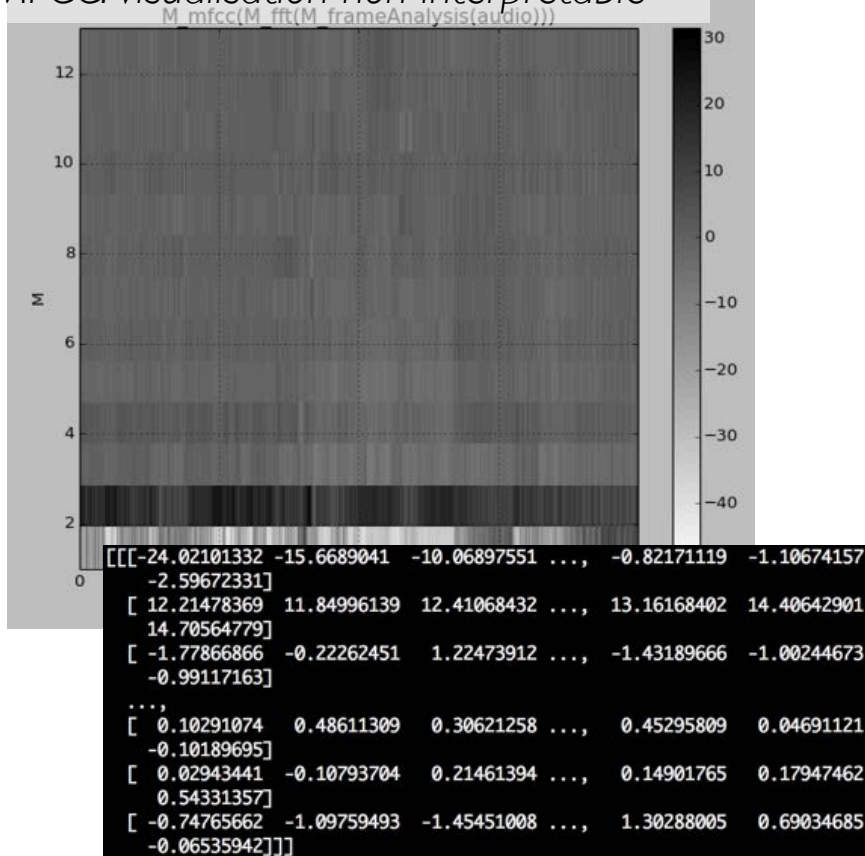 MFCC: visualisation non interprétable
M_mfcc(M_fft(M_frameAnalysis(audio)))
12
10
8
6
4
2
0
M
30
20
10
0
−10
−20
−30
−40
[[[-24.02101332 -15.6689041 -10.06897551 ..., -0.82171119 -1.10674157
-2.59672331]
[ 12.21478369 11.84996139 12.41068432 ..., 13.16168402 14.40642901
14.70564779]
[ -1.77866866 -0.22262451 1.22473912 ..., -1.43189666 -1.00244673
-0.99117163]
...,
[ 0.10291074 0.48611309 0.30621258 ..., 0.45295809 0.04691121
-0.10189695]
[ 0.02943441 -0.10793704 0.21461394 ..., 0.14901765 0.17947462
0.54331357]
[ -0.74765662 -1.09759493 -1.45451008 ..., 1.30288005 0.69034685
-0.06535942]]]